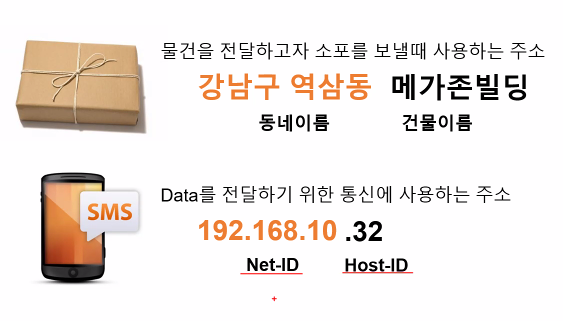 물건을 전달하고자 소포를 보낼때 사용하는 주소
강남구 역삼동 메가존빌딩
동네이름 건물이름
Data를 전달하기 위한 통신에 사용하는 주소
SMS
192.168.10 .32
Net-ID Host-ID